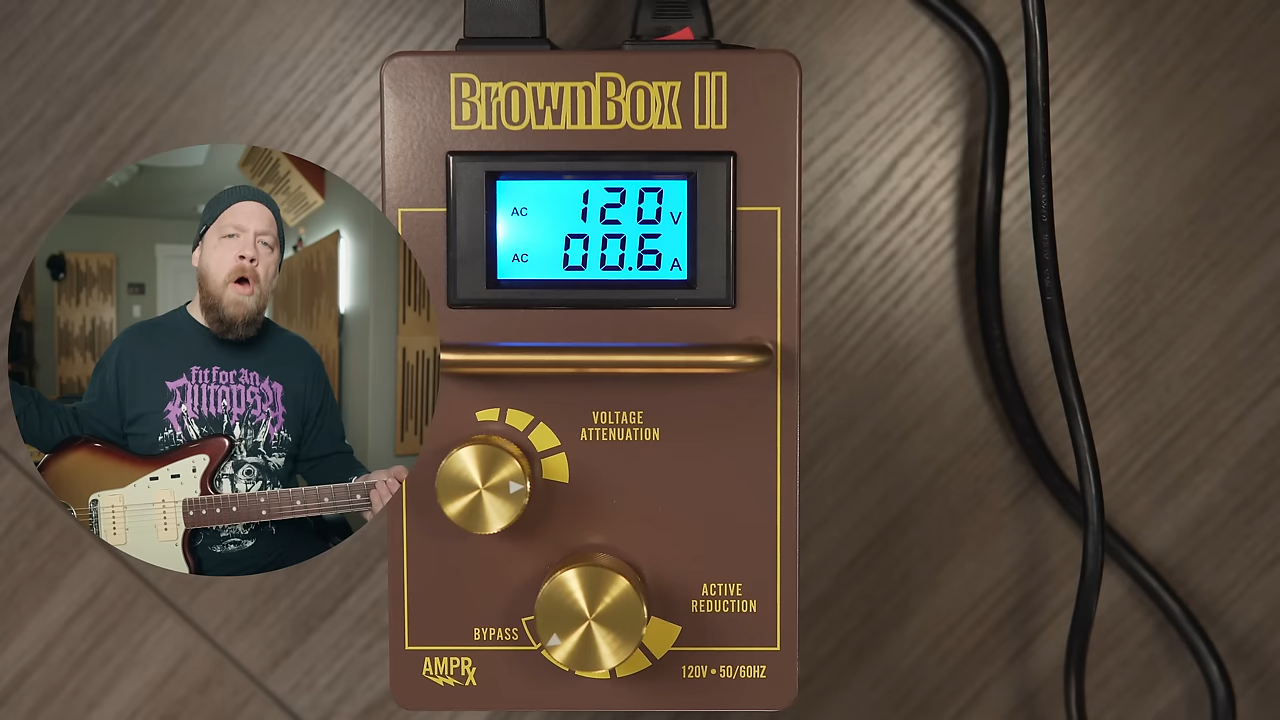 BrownBox II
AC 120 V
AC 00.6 A
VOLTAGE
ATTENUATION
ACTIVE
REDUCTION
BYPASS
AMPRX
120V • 50/60HZ
Fit For An
Autopsy